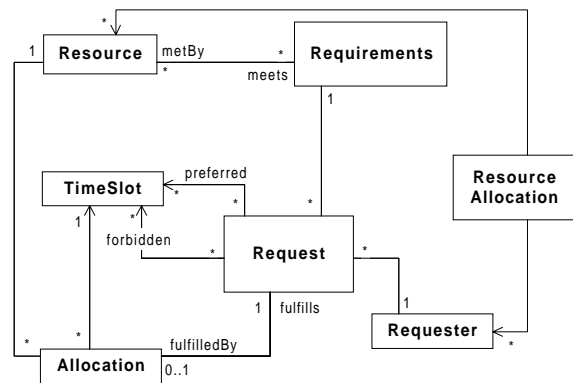 *
1
metBy
*
Resource
Requirements
*
meets
1
preferred
TimeSlot
*
Resource
Allocation
*
*
*
1
forbidden
*
*
Request
1
fulfills
1
Requester
*
*
*
fulfilledBy
Allocation
0..1